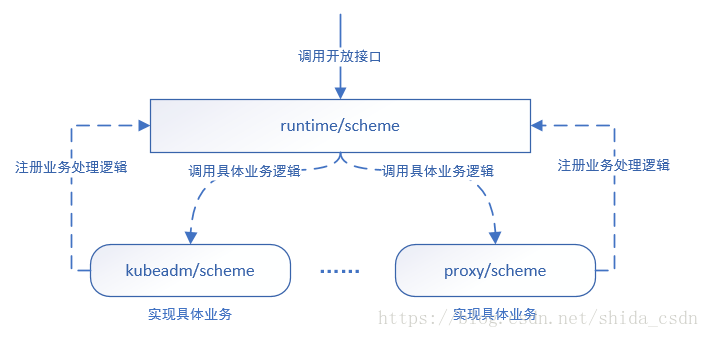 调用开放接口
runtime/scheme
注册业务处理逻辑
调用具体业务逻辑
调用具体业务逻辑
注册业务处理逻辑
kubeadm/scheme
......
proxy/scheme
实现具体业务
实现具体业务
https://blog.csdn.net/shida_csdn